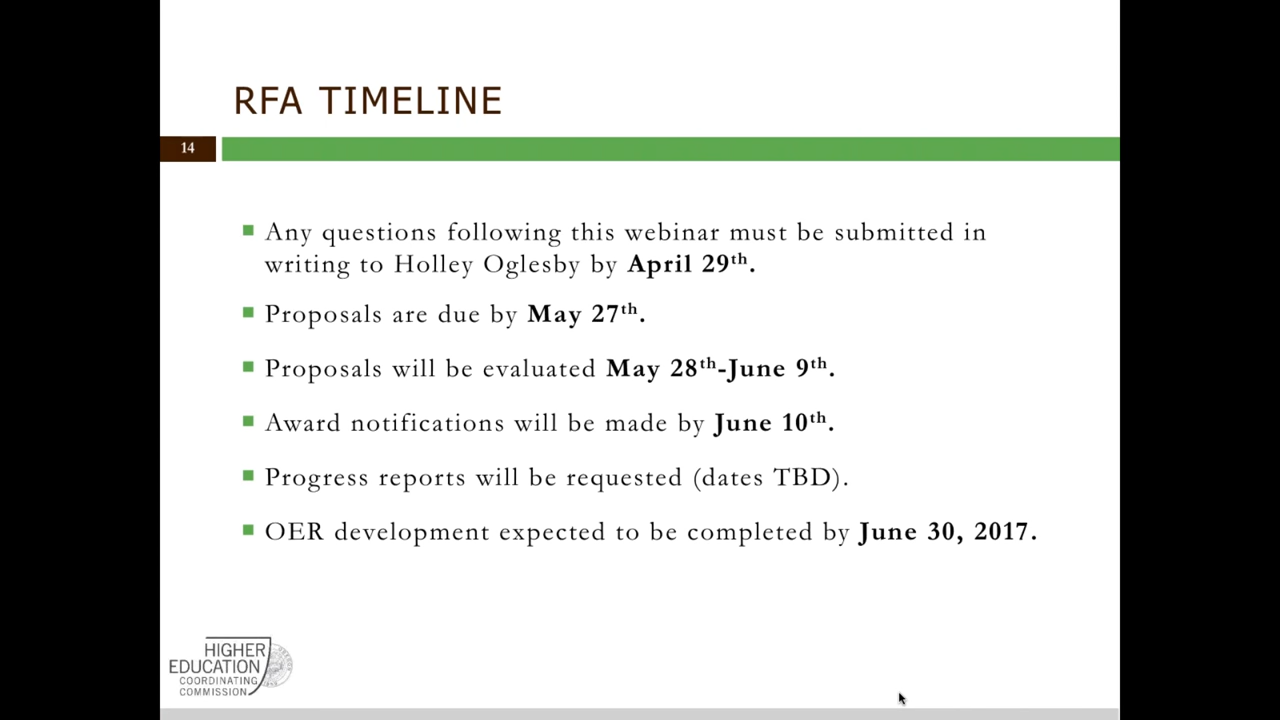 RFA TIMELINE
14
Any questions following this webinar must be submitted in
writing to Holley Oglesby by April 29th.
Proposals are due by May 27th.
Proposals will be evaluated May 28th-June 9th.
Award notifications will be made by June 10th.
Progress reports will be requested (dates TBD).
OER development expected to be completed by June 30, 2017.
HIGHER
EDUCATION
COORDINATING
COMMISSION